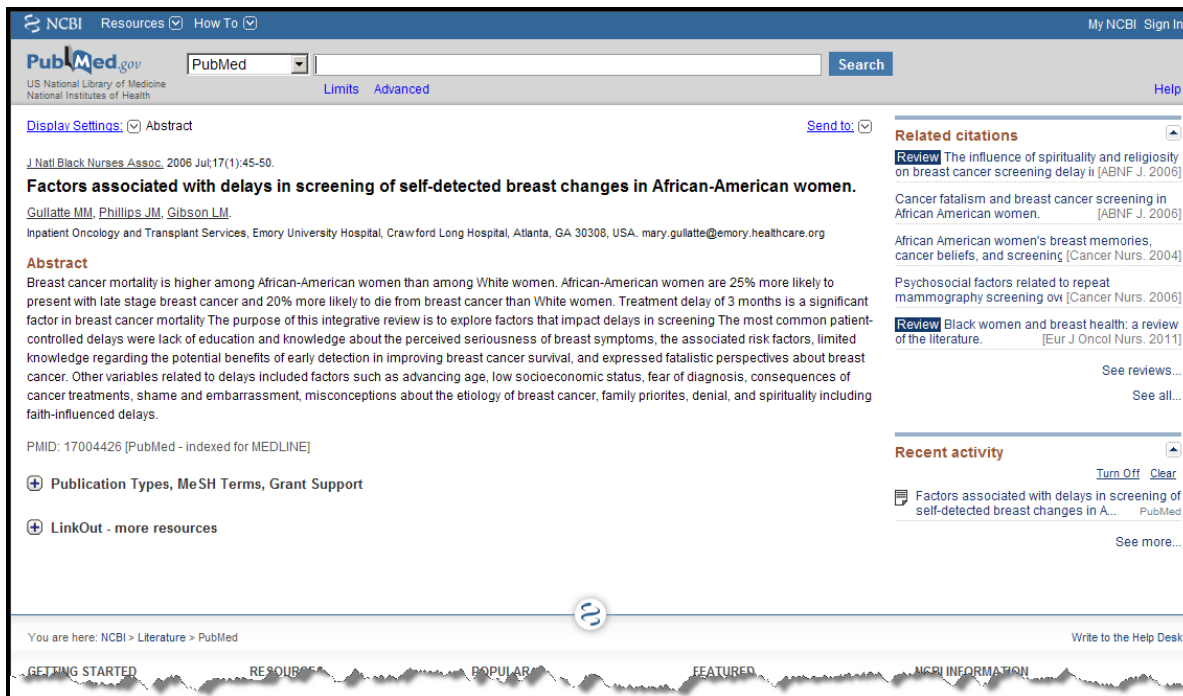 NCBI Resources How To My NCBI Sign In
PubMed.gov
US National Library of Medicine
National Institutes of Health
PubMed
Search
Limits Advanced
Help
Display Settings: Abstract
Send to:
J Natl Black Nurses Assoc. 2006 Jul;17(1):45-50.
Factors associated with delays in screening of self-detected breast changes in African-American women.
Gullatte MM, Phillips JM, Gibson LM.
Inpatient Oncology and Transplant Services, Emory University Hospital, Crawford Long Hospital, Atlanta, GA 30308, USA. mary.gullatte@emory.healthcare.org
Abstract
Breast cancer mortality is higher among African-American women than among White women. African-American women are 25% more likely to
present with late stage breast cancer and 20% more likely to die from breast cancer than White women. Treatment delay of 3 months is a significant
factor in breast cancer mortality The purpose of this integrative review is to explore factors that impact delays in screening The most common patient-
controlled delays were lack of education and knowledge about the perceived seriousness of breast symptoms, the associated risk factors, limited
knowledge regarding the potential benefits of early detection in improving breast cancer survival, and expressed fatalistic perspectives about breast
cancer. Other variables related to delays included factors such as advancing age, low socioeconomic status, fear of diagnosis, consequences of
cancer treatments, shame and embarrassment, misconceptions about the etiology of breast cancer, family priorites, denial, and spirituality including
faith-influenced delays.
PMID: 17004426 [PubMed - indexed for MEDLINE]
Publication Types, MeSH Terms, Grant Support
LinkOut - more resources
Related citations
Review The influence of spirituality and religiosity
on breast cancer screening delay i [ABNF J. 2006]
Cancer fatalism and breast cancer screening in
African American women. [ABNF J. 2006]
African American women's breast memories,
cancer beliefs, and screening [Cancer Nurs. 2004]
Psychosocial factors related to repeat
mammography screening ov [Cancer Nurs. 2006]
Review Black women and breast health: a review
of the literature. [Eur J Oncol Nurs. 2011]
See reviews...
See all...
Recent activity
Turn Off Clear
Factors associated with delays in screening of
self-detected breast changes in A... PubMed
See more...
You are here: NCBI > Literature > PubMed
Write to the Help Desk
GETTING STARTED RESOURCES POPULAR FEATURED NCBI INFORMATION